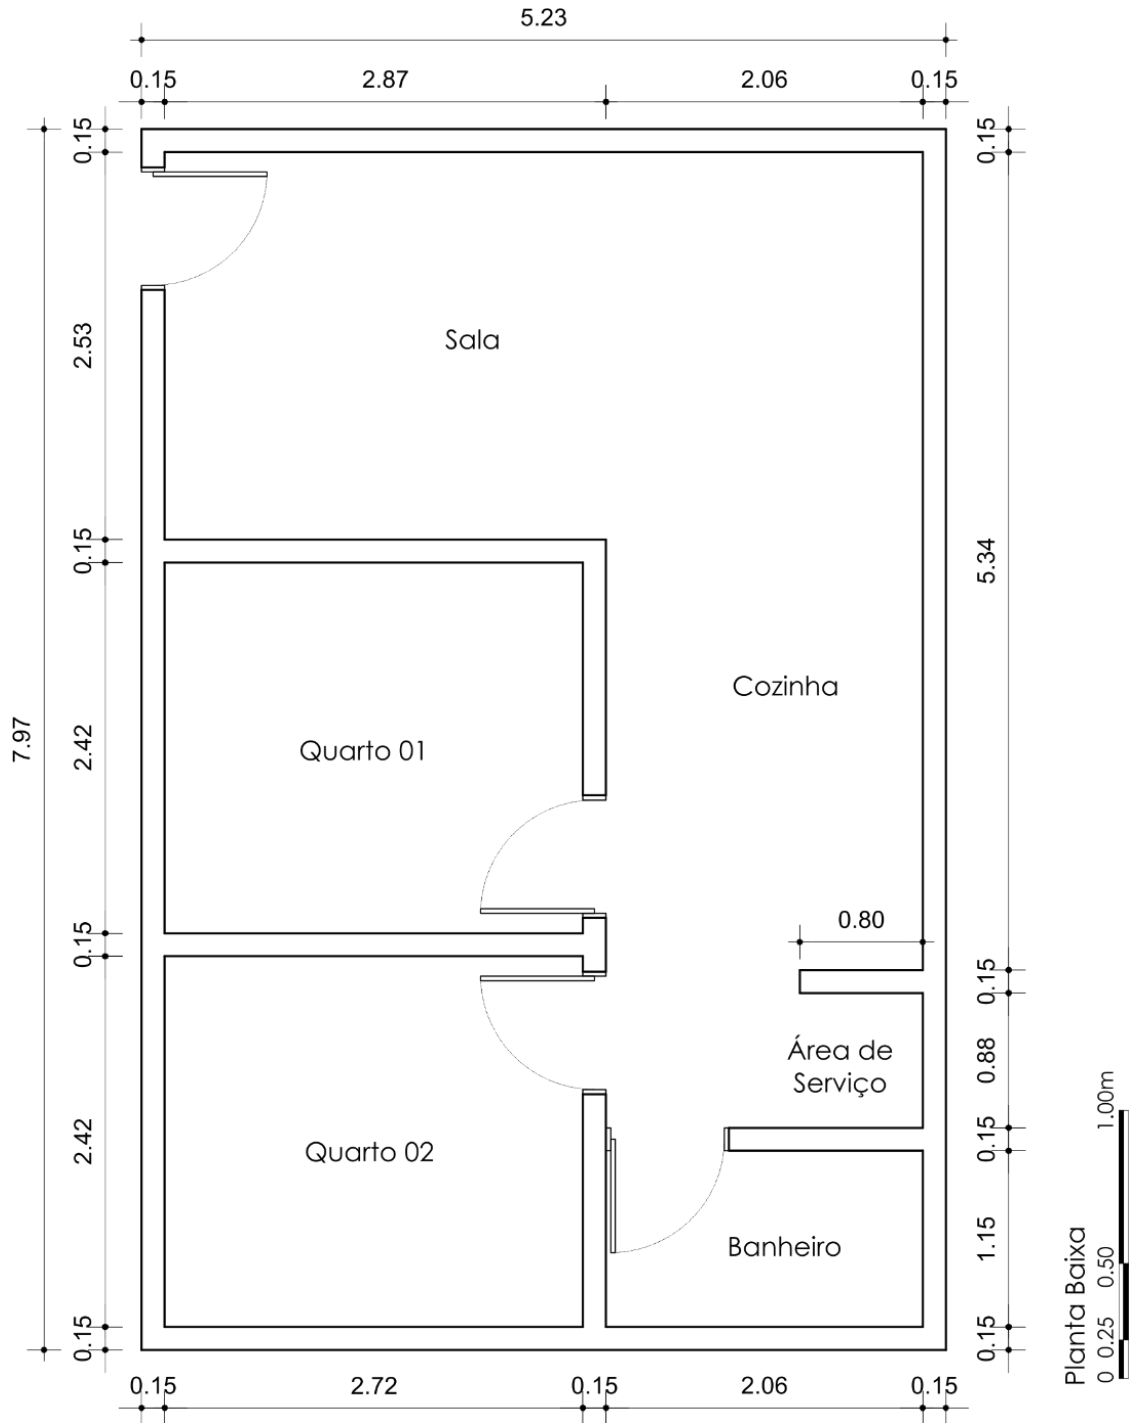 5.23
0.15 2.87 2.06 0.15
0.15
0.15
2.53
Sala
0.15
5.34
Cozinha
7.97
2.42
Quarto 01
0.80
0.15
0.15
Área de
Serviço
0.88
2.42
Quarto 02
0.15
Banheiro
1.15
0.15
0.15
0.15 2.72 0.15 2.06 0.15
Planta Baixa
0 0.25 0.50 1.00m